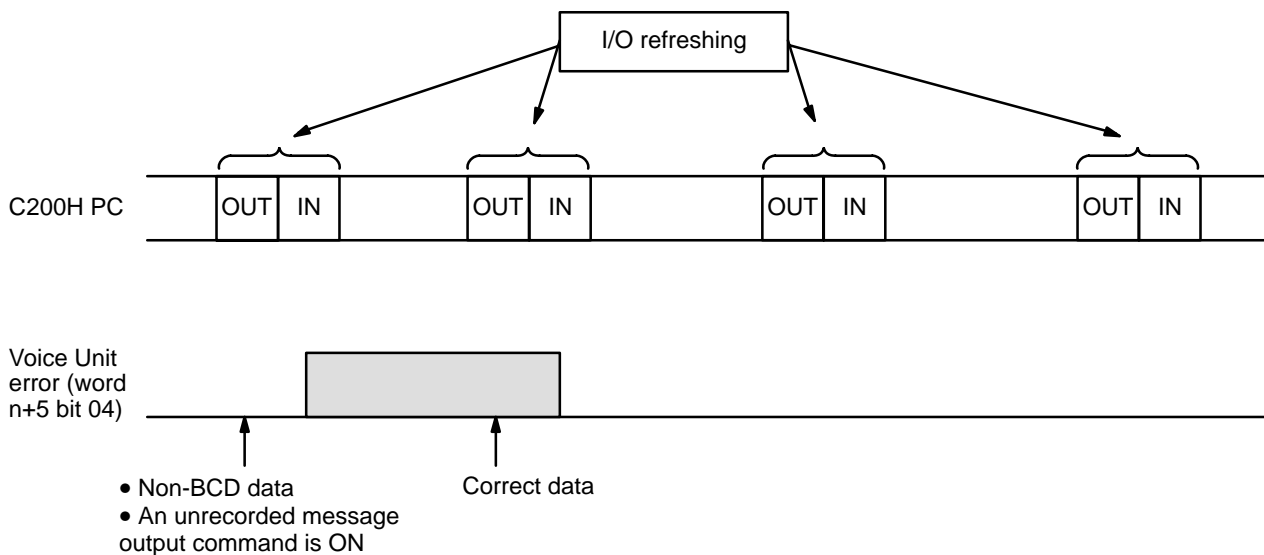 I/O refreshing
C200H PC
OUT IN
OUT IN
OUT IN
OUT IN
Voice Unit
error (word
n+5 bit 04)
• Non-BCD data
• An unrecorded message
output command is ON
Correct data